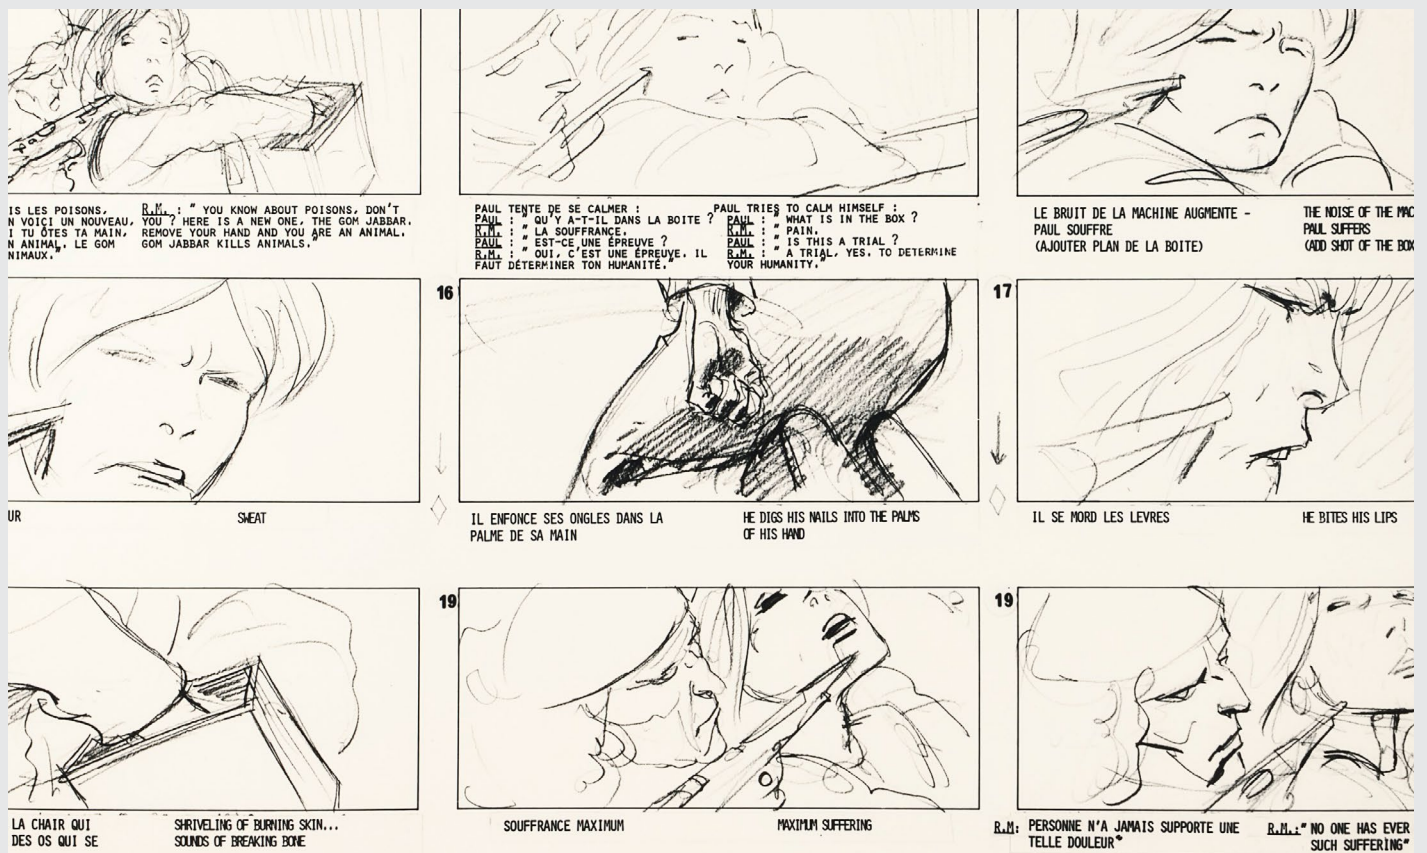 IS LES POISONS,
N VOICI UN NOUVEAU,
I TU ÔTES TA MAIN,
N ANIMAL. LE GOM
NIMAUX."
R.M. : " YOU KNOW ABOUT POISONS, DON'T
YOU ? HERE IS A NEW ONE, THE GOM JABBAR.
REMOVE YOUR HAND AND YOU ARE AN ANIMAL.
GOM JABBAR KILLS ANIMALS."
PAUL TENTE DE SE CALMER :
PAUL : " QU'Y A-T-IL DANS LA BOITE ?
R.M. : " LA SOUFFRANCE.
PAUL : " EST-CE UNE ÉPREUVE ?
R.M. : " OUI, C'EST UNE ÉPREUVE. IL
FAUT DÉTERMINER TON HUMANITÉ."
PAUL TRIES TO CALM HIMSELF :
PAUL : " WHAT IS IN THE BOX ?
R.M. : " PAIN.
PAUL : " IS THIS A TRIAL ?
R.M. : " A TRIAL, YES. TO DETERMINE
YOUR HUMANITY."
LE BRUIT DE LA MACHINE AUGMENTE -
PAUL SOUFFRE
(AJOUTER PLAN DE LA BOITE)
THE NOISE OF THE MAC
PAUL SUFFERS
(ADD SHOT OF THE BOX
16
17
UR
SWEAT
IL ENFONCE SES ONGLES DANS LA
PALME DE SA MAIN
HE DIGS HIS NAILS INTO THE PALMS
OF HIS HAND
IL SE MORD LES LEVRES
HE BITES HIS LIPS
19
19
LA CHAIR QUI
DES OS QUI SE
SHRIVELING OF BURNING SKIN...
SOUNDS OF BREAKING BONE
SOUFFRANCE MAXIMUM
MAXIMUM SUFFERING
R.M: PERSONNE N'A JAMAIS SUPPORTE UNE
TELLE DOULEUR"
R.M.:" NO ONE HAS EVER
SUCH SUFFERING"